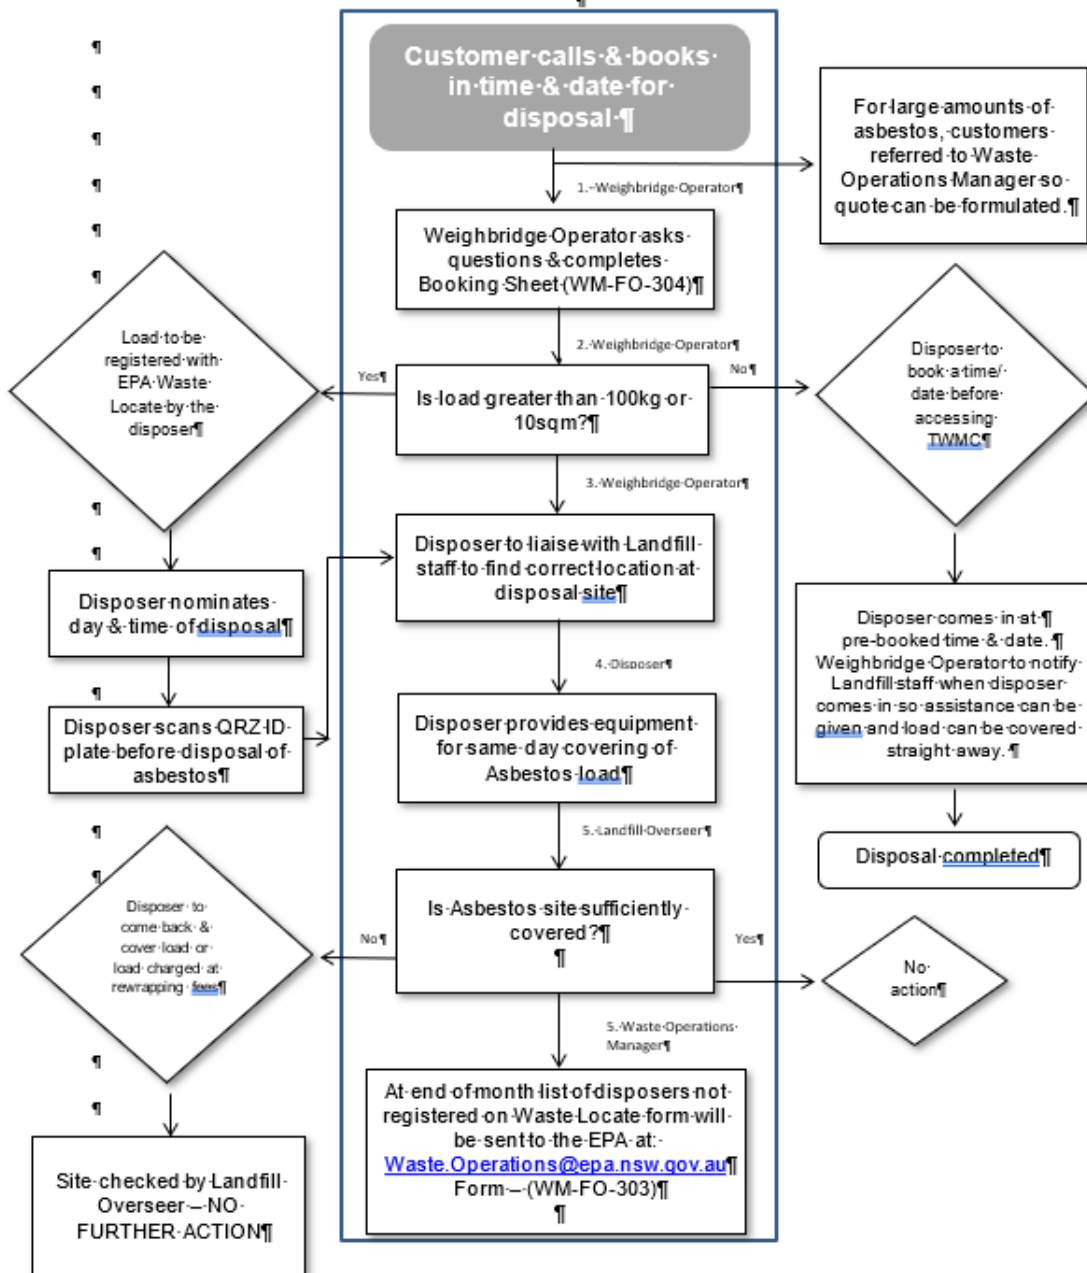 Customer calls & books
in time & date for
disposal ¶
For large amounts of
asbestos, customers
referred to Waste
Operations Manager so
quote can be formulated.¶
1.–Weighbridge Operator¶
Weighbridge Operator asks
questions & completes
Booking Sheet (WM-FO-304)¶
2. Weighbridge Operator¶
Load to be
registered with
EPA Waste
Locate by the
disposer¶
Yes¶
Is load greater than 100kg or
10sqm?¶
No¶
Disposer to
book a time/
date before
accessing
TWMC¶
3. Weighbridge Operator¶
Disposer nominates
day & time of disposal¶
Disposer to liaise with Landfill
staff to find correct location at
disposal site¶
Disposer comes in at ¶
pre-booked time & date. ¶
Weighbridge Operator to notify
Landfill staff when disposer
comes in so assistance can be
given and load can be covered
straight away. ¶
4. Disposer¶
Disposer scans QRZ ID
plate before disposal of
asbestos¶
Disposer provides equipment
for same day covering of
Asbestos load¶
5. Landfill Overseer¶
Disposal completed¶
Disposer to
come back &
cover load or
load charged at
rewrapping fees¶
No¶
Is Asbestos site sufficiently
covered?¶
¶
Yes¶
No
action¶
5. Waste Operations
Manager¶
At end of month list of disposers not
registered on Waste Locate form will
be sent to the EPA at:
Waste.Operations@epa.nsw.gov.au¶
Form – (WM-FO-303)¶
¶
Site checked by Landfill
Overseer – NO
FURTHER ACTION¶